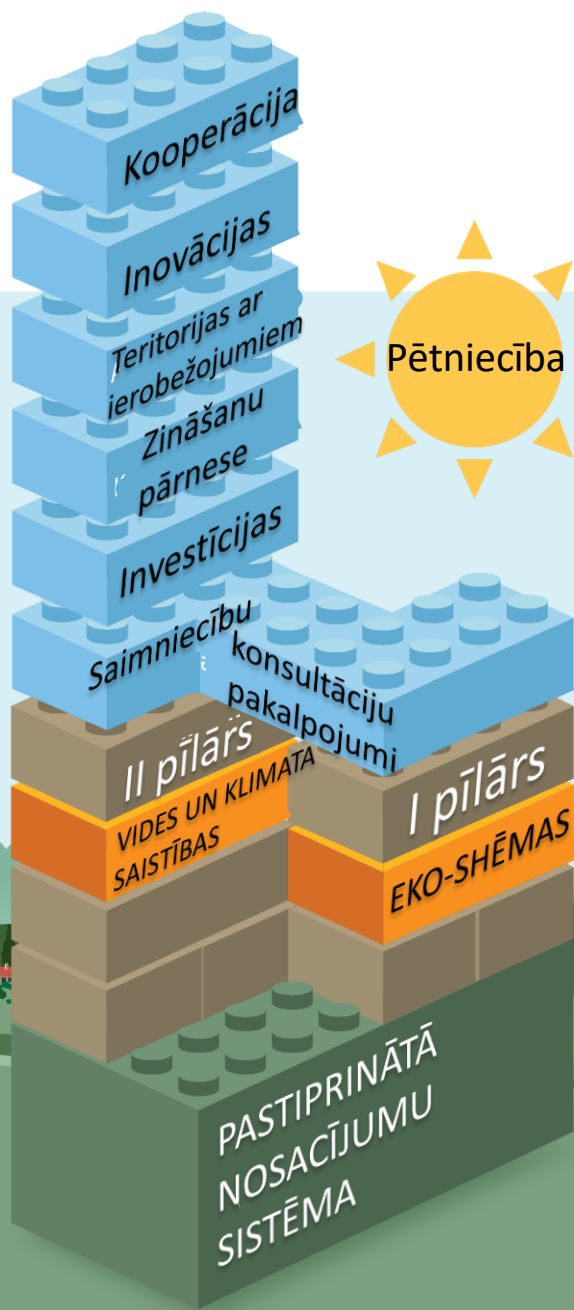 Kooperācija
Inovācijas
Teritorijas ar
ierobežojumiem
Pētniecība
Zināšanu
pārnese
Investīcijas
Saimniecību
konsultāciju
pakalpojumi
II pīlārs
VIDES UN KLIMATA
SAISTĪBAS
I pīlārs
EKO-SHĒMAS
PASTIPRINĀTĀ
NOSACĪJUMU
SISTĒMA